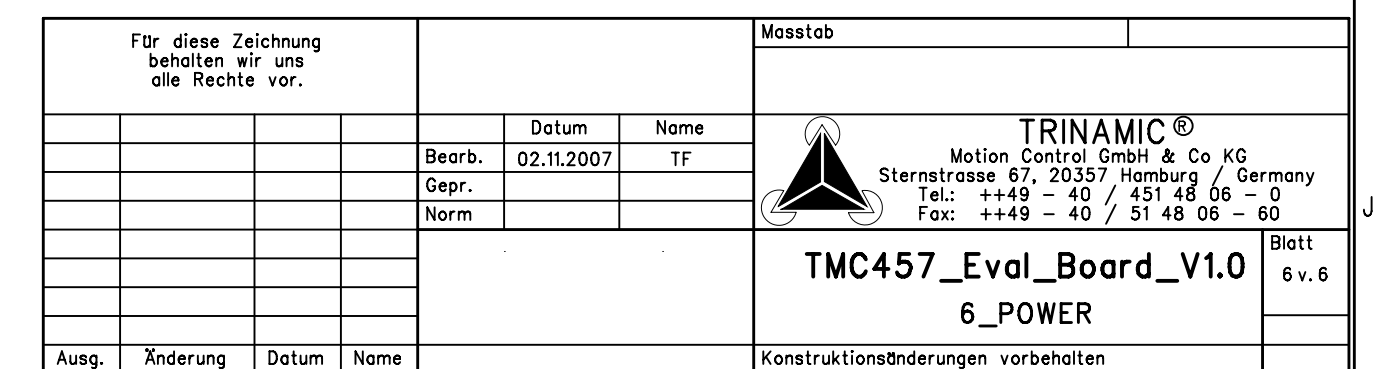 Für diese Zeichnung
behalten wir uns
alle Rechte vor.
Masstab
Datum Name
Bearb. 02.11.2007 TF
Gepr.
Norm
TRINAMIC®
Motion Control GmbH & Co KG
Sternstrasse 67, 20357 Hamburg / Germany
Tel.: ++49 - 40 / 451 48 06 - 0
Fax: ++49 - 40 / 51 48 06 - 60
J
TMC457_Eval_Board_V1.0
6_POWER
Blatt
6 v. 6
Ausg. Änderung Datum Name
Konstruktionsänderungen vorbehalten